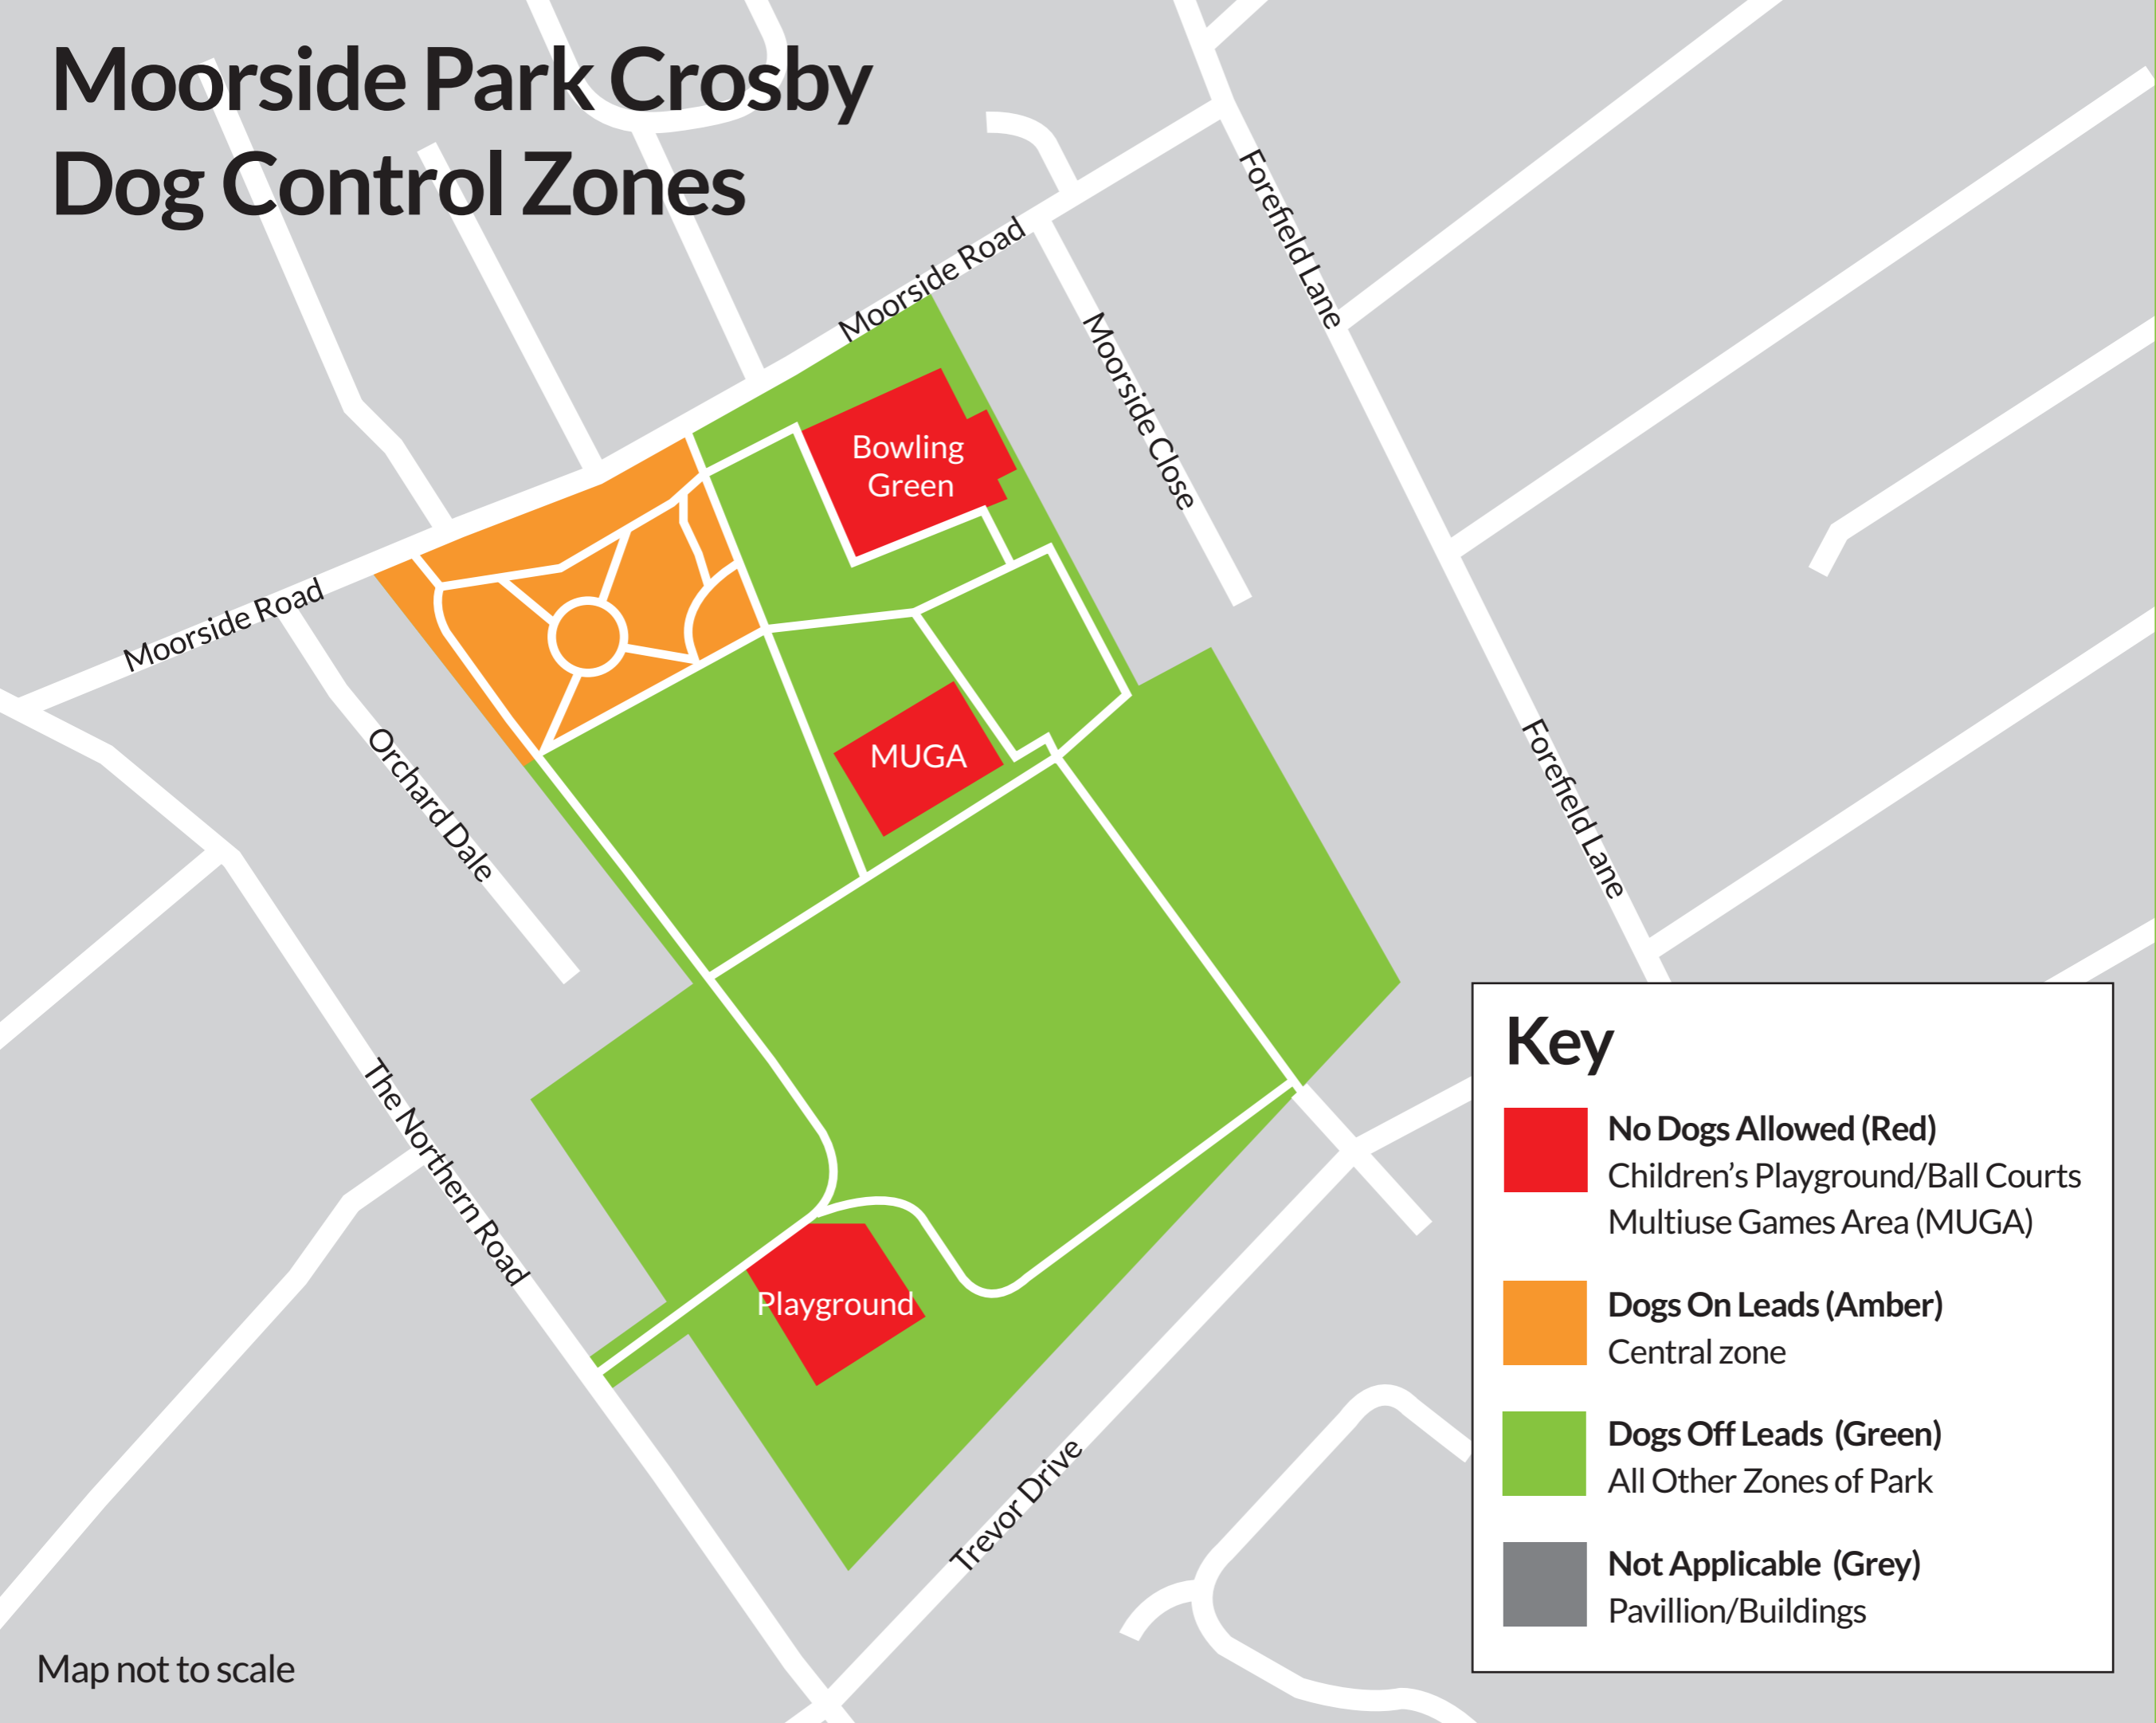 Moorside Park Crosby
Dog Control Zones
Moorside Road
Forefield Lane
Moorside Close
Bowling
Green
Moorside Road
Orchard Dale
MUGA
Forefield Lane
The Northern Road
Playground
Trevor Drive
Key
No Dogs Allowed (Red)
Children’s Playground/Ball Courts
Multiuse Games Area (MUGA)
Dogs On Leads (Amber)
Central zone
Dogs Off Leads (Green)
All Other Zones of Park
Not Applicable (Grey)
Pavillion/Buildings
Map not to scale